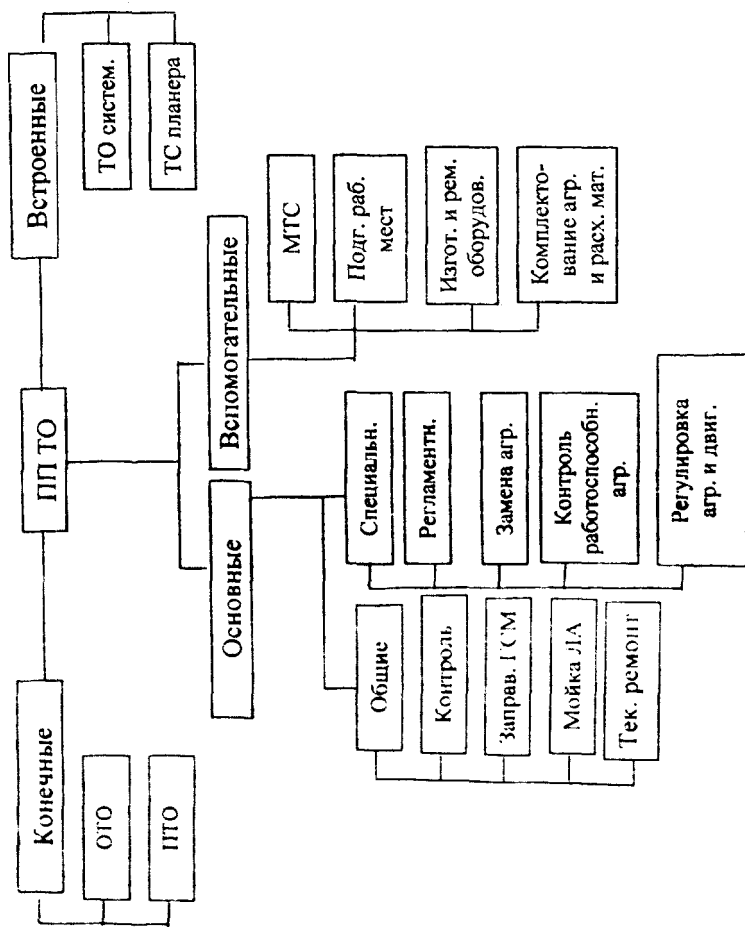 ПП ТО
Конечные
ОТО
ПТО
Встроенные
ТО систем.
ТС планера
Основные
Общие
Контроль
Заправ. ГСМ
Мойка ЛА
Тек. ремонт
Специальн.
Регламентн.
Замена агр.
Контроль
работоспособн.
агр.
Регулировка
агр. и двиг.
Вспомогательные
МТС
Подг. раб.
мест
Изгот. и рем.
оборудов.
Комплекто-
вание агр.
и расх. мат.